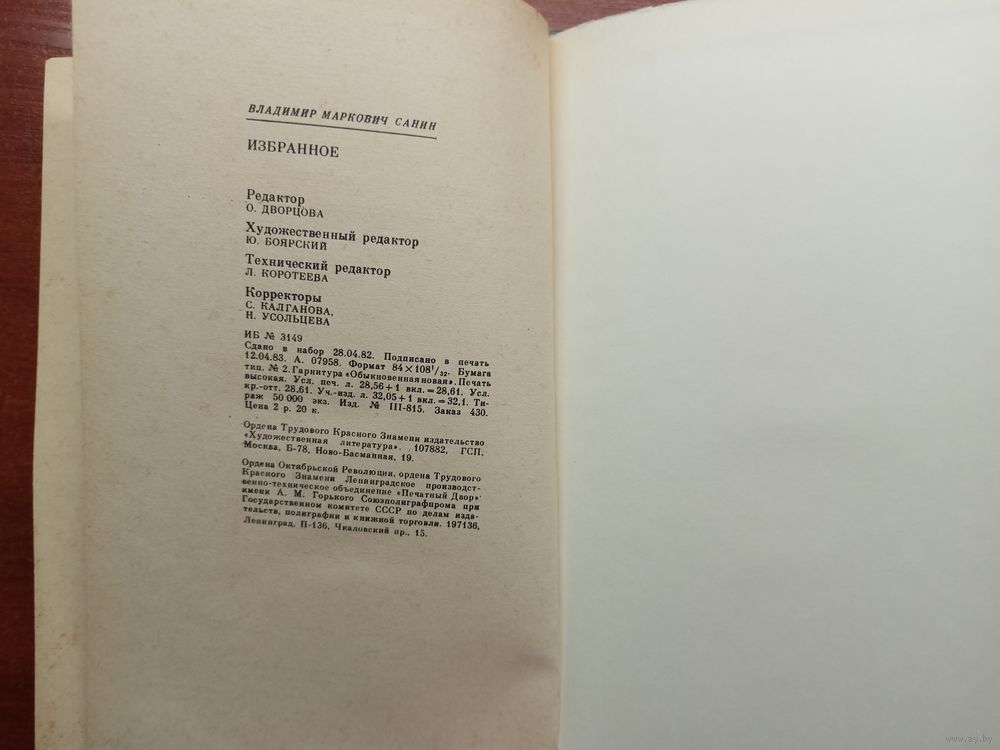 ВЛАДИМИР МАРКОВИЧ САНИН
ИЗБРАННОЕ
Редактор
О. ДВОРЦОВА
Художественный редактор
Ю. БОЯРСКИЙ
Технический редактор
Л. КОРОТЕЕВА
Корректоры
С. КАЛГАНОВА,
Н. УСОЛЬЦЕВА
ИБ № 3149
Сдано в набор 28.04.82. Подписано в печать
12.04.83. А. 07958. Формат 84×108¹/₃₂. Бумага
тип. № 2. Гарнитура «Обыкновенная новая». Печать
высокая. Усл. печ. л. 28,56+1 вкл.=28,61. Усл.
кр.-отт. 28,61. Уч.-изд. л. 32,05+1 вкл.=32,1. Ти-
раж 50 000 экз. Изд. № III-815. Заказ 430.
Цена 2 р. 20 к.
Ордена Трудового Красного Знамени издательство
«Художественная литература». 107882, ГСП,
Москва, Б-78, Ново-Басманная, 19.
Ордена Октябрьской Революции, ордена Трудового
Красного Знамени Ленинградское производст-
венно-техническое объединение «Печатный Двор»
имени А. М. Горького Союзполиграфпрома при
Государственном комитете СССР по делам изда-
тельств, полиграфии и книжной торговли. 197136,
Ленинград, П-136, Чкаловский пр., 15.
www.ay.by